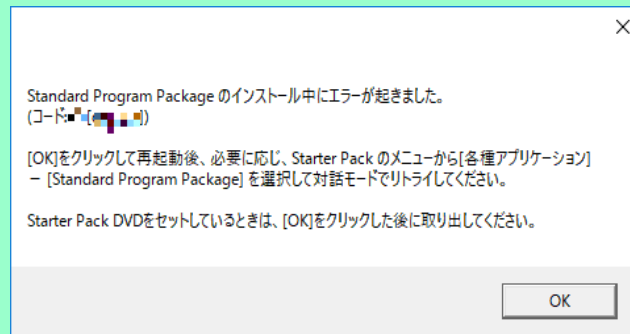 Standard Program Package のインストール中にエラーが起きました。
(コード:[])
[OK]をクリックして再起動後、必要に応じ、Starter Pack のメニューから[各種アプリケーション]
－ [Standard Program Package] を選択して対話モードでリトライしてください。
Starter Pack DVDをセットしているときは、[OK]をクリックした後に取り出してください。
OK